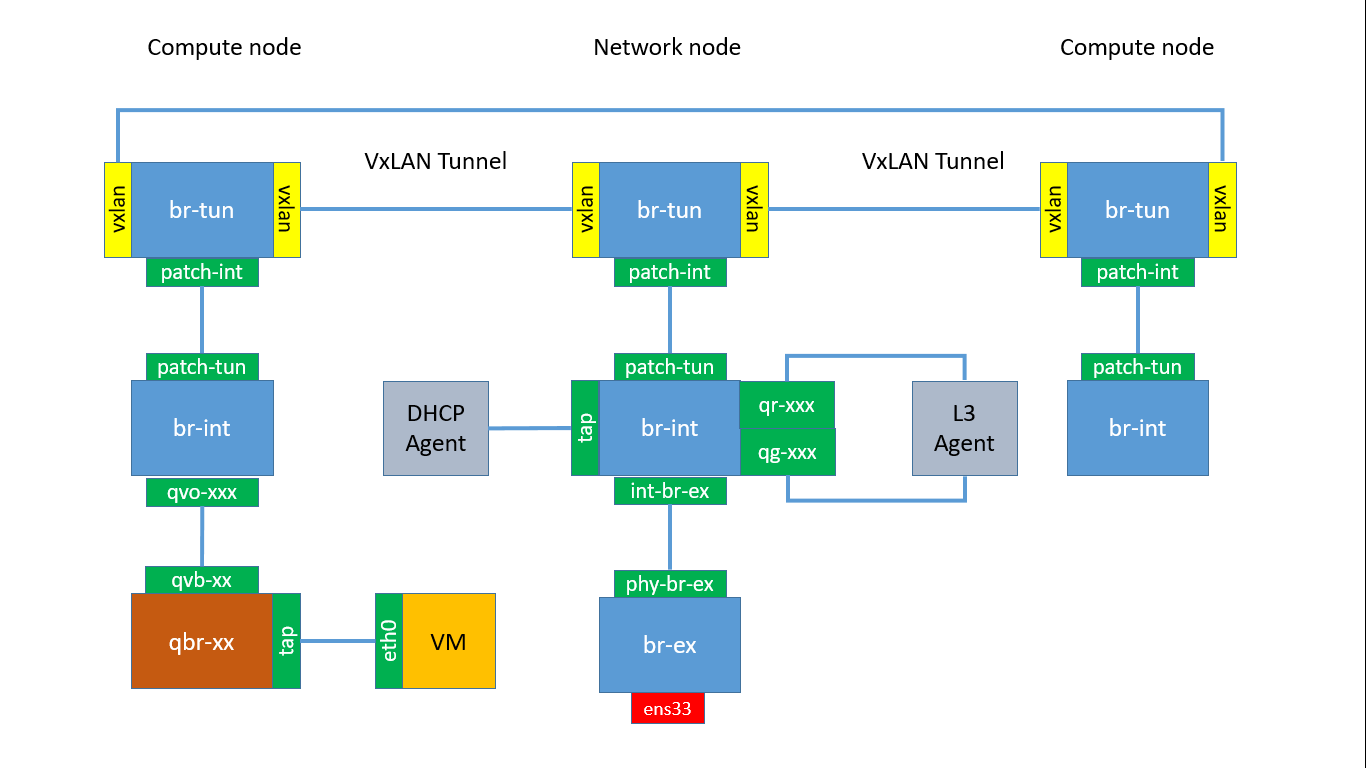 Compute node
Network node
Compute node
VxLAN Tunnel
VxLAN Tunnel
vxlan
br-tun
vxlan
vxlan
br-tun
vxlan
vxlan
br-tun
vxlan
patch-int
patch-int
patch-int
patch-tun
patch-tun
patch-tun
br-int
DHCP
Agent
tap
br-int
qr-xxx
qg-xxx
L3
Agent
br-int
qvo-xxx
int-br-ex
qvb-xx
phy-br-ex
qbr-xx
tap
eth0
VM
br-ex
ens33